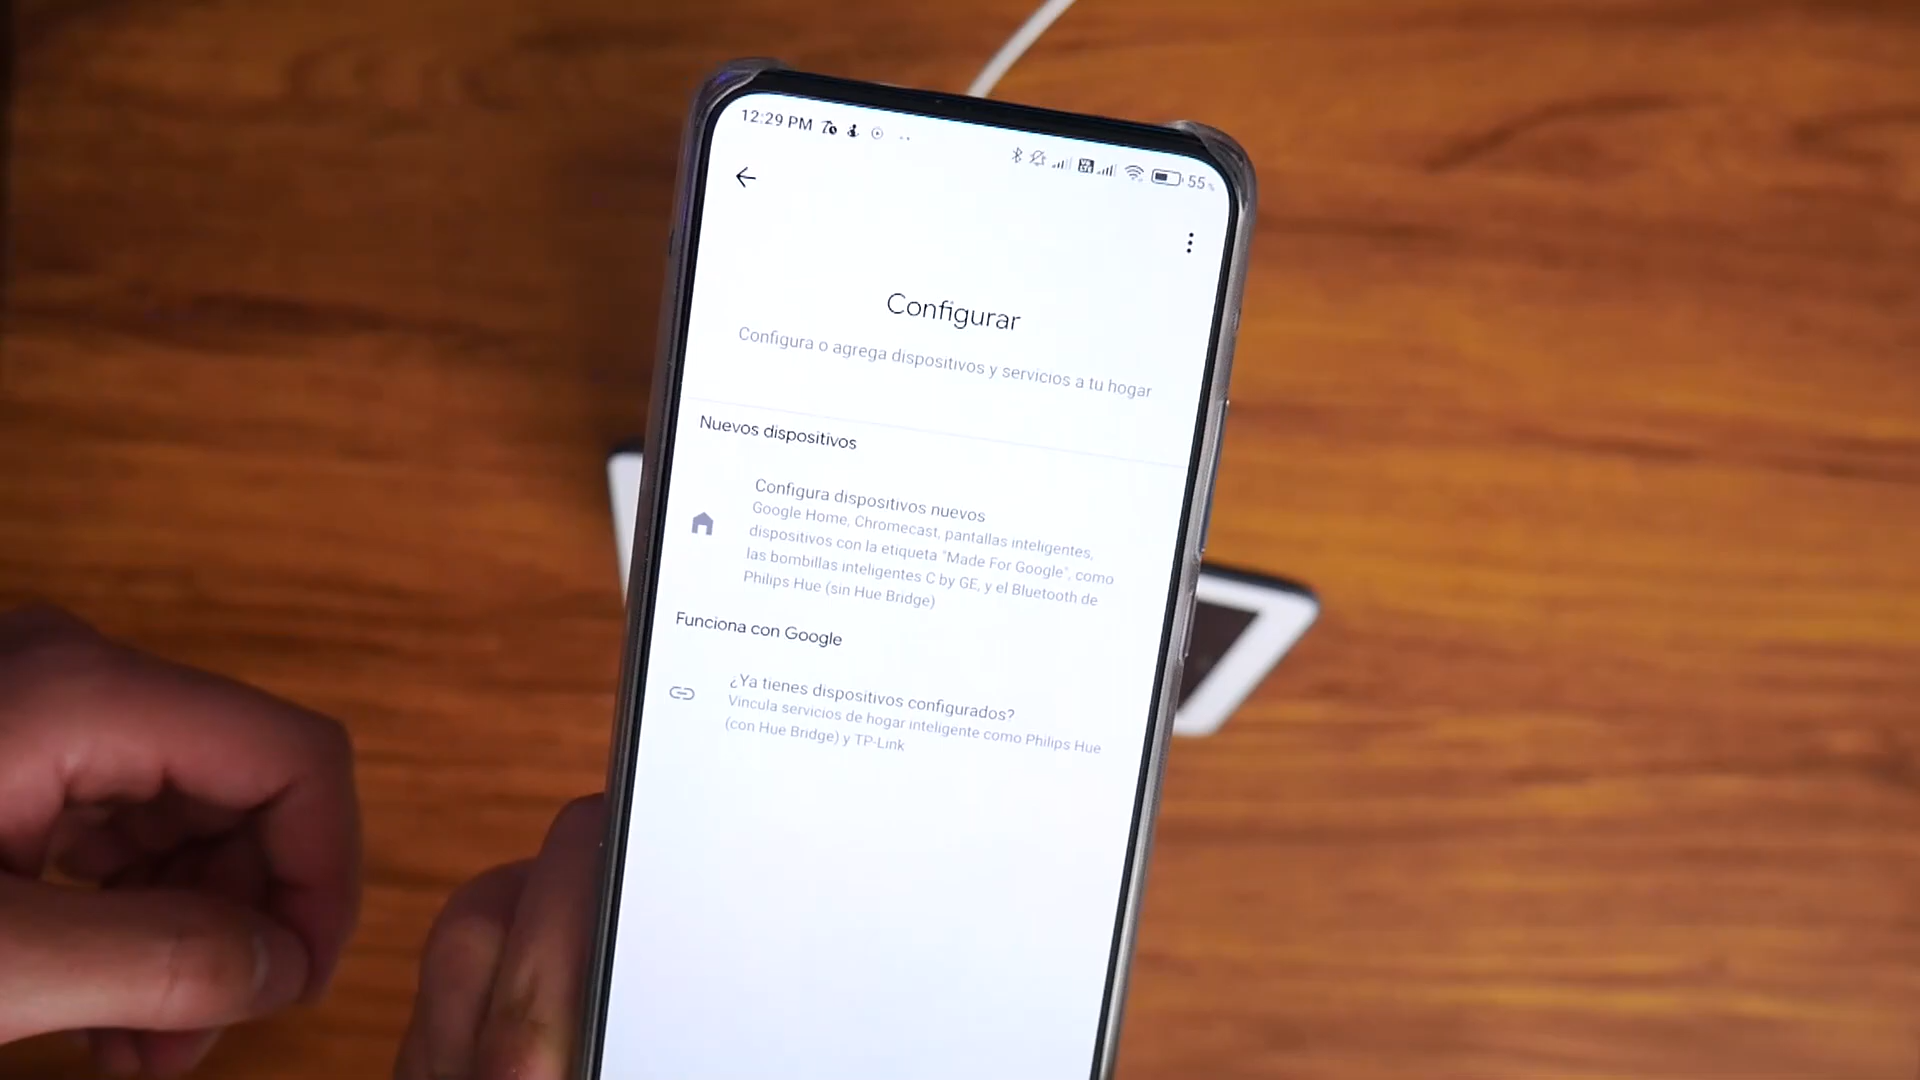 12:29 PM
55
Configurar
Configura o agrega dispositivos y servicios a tu hogar
Nuevos dispositivos
Configura dispositivos nuevos
Google Home, Chromecast, pantallas inteligentes,
dispositivos con la etiqueta "Made For Google", como
las bombillas inteligentes C by GE, y el Bluetooth de
Philips Hue (sin Hue Bridge)
Funciona con Google
¿Ya tienes dispositivos configurados?
Vincula servicios de hogar inteligente como Philips Hue
(con Hue Bridge) y TP-Link